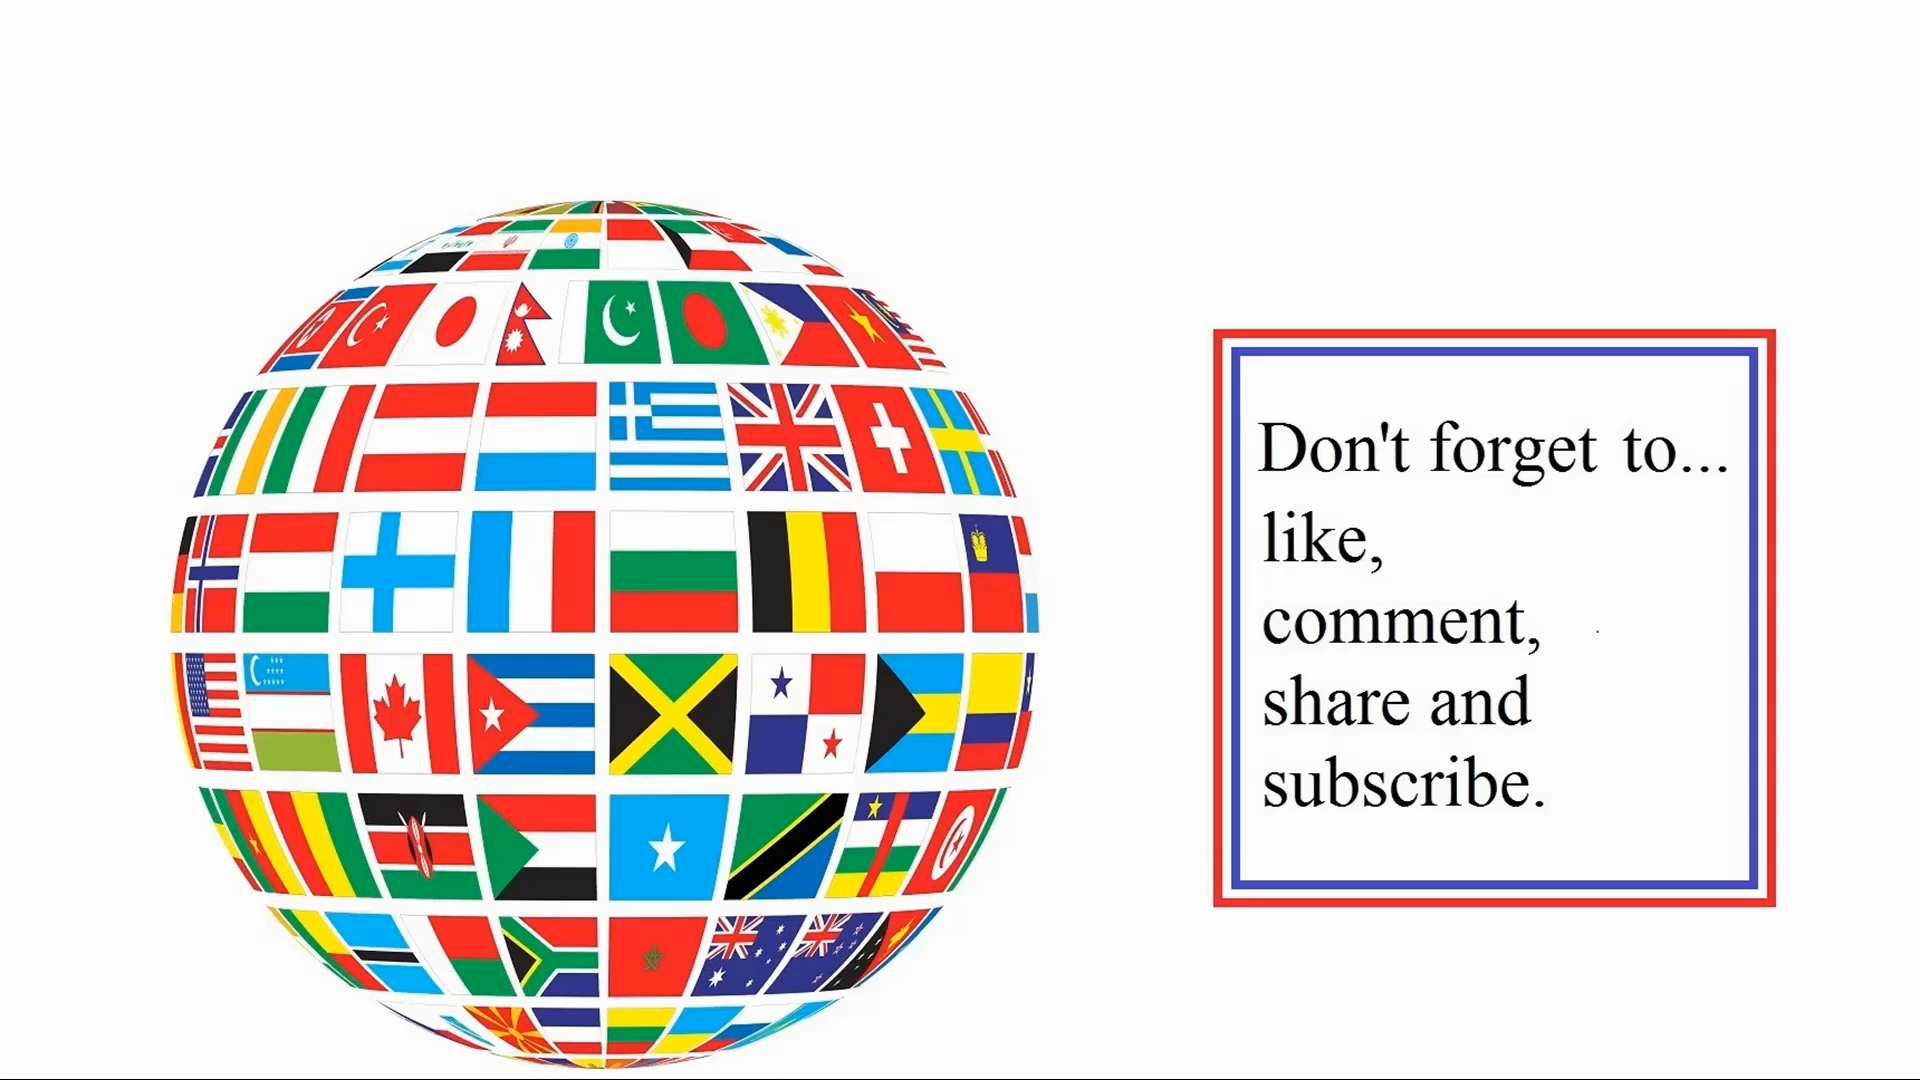 Don't forget to...
like,
comment,
share and
subscribe.